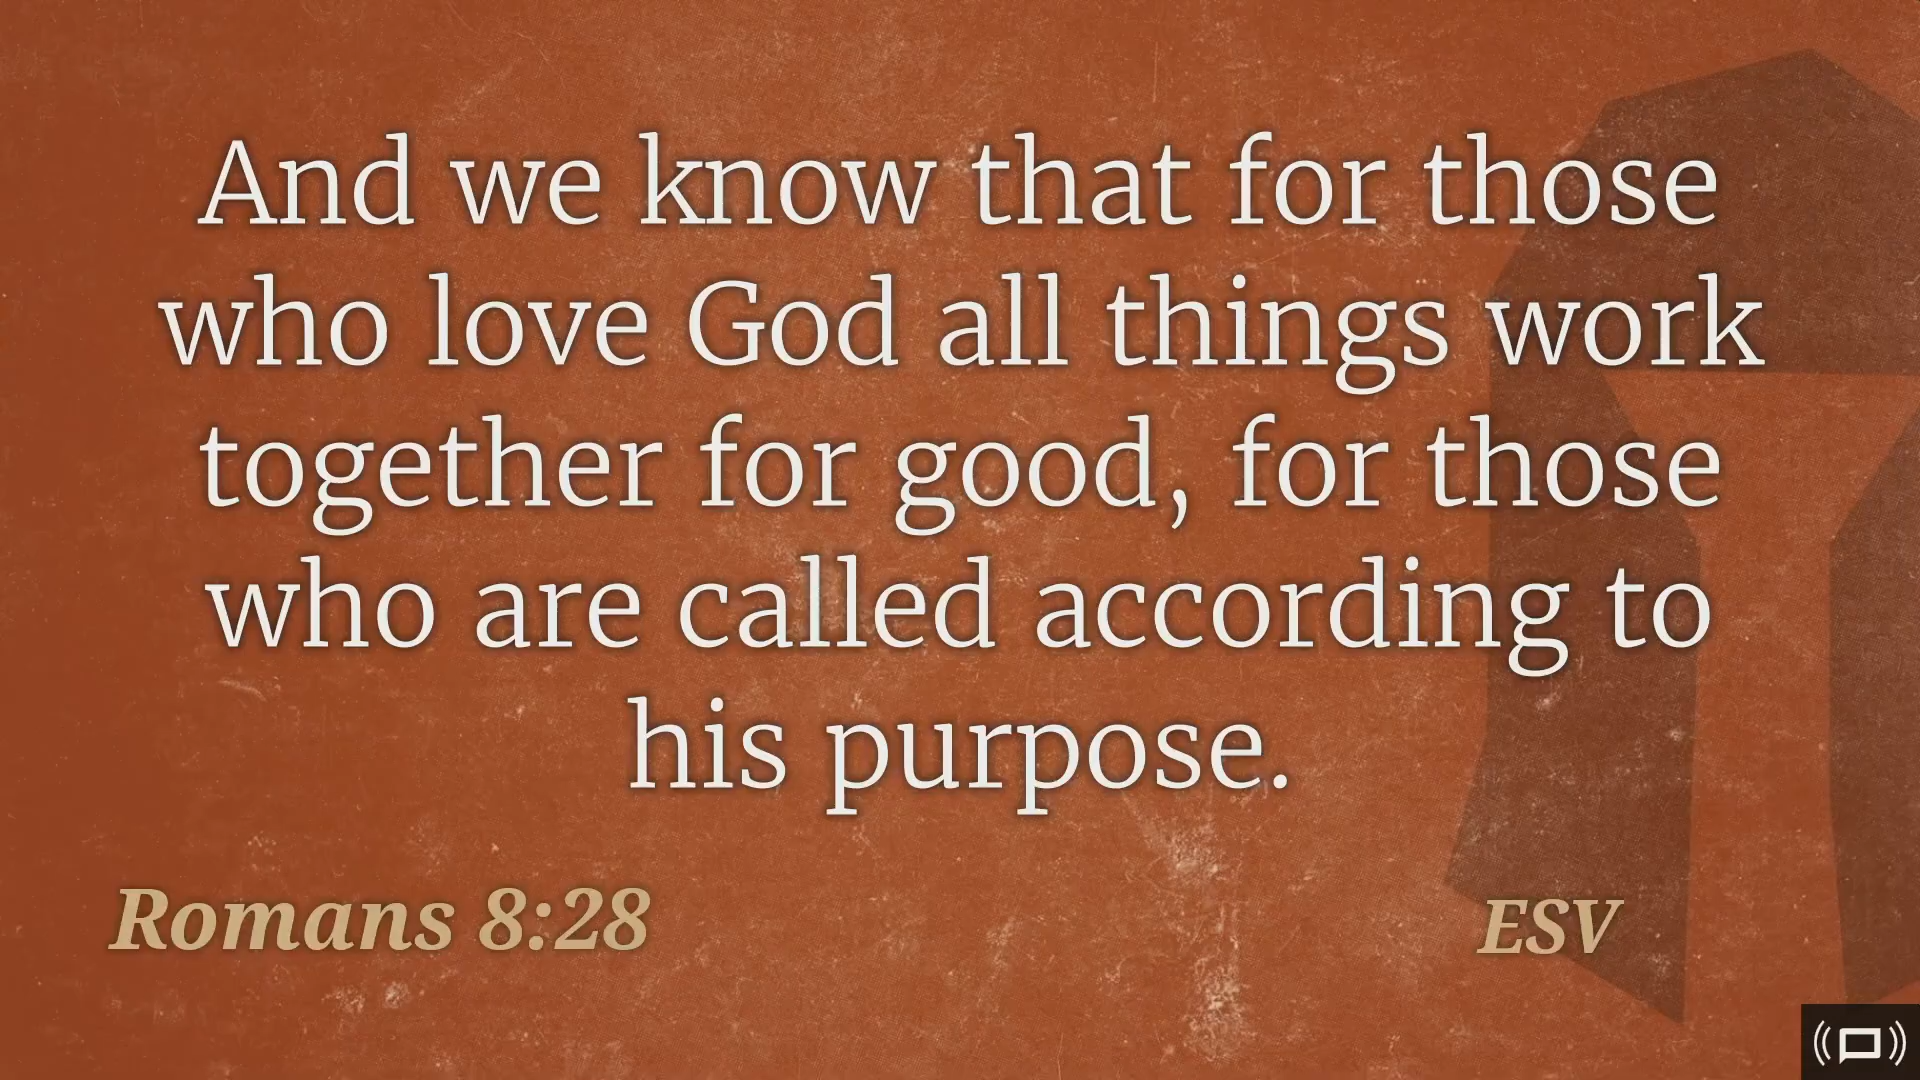 And we know that for those
who love God all things work
together for good, for those
who are called according to
his purpose.
Romans 8:28
ESV